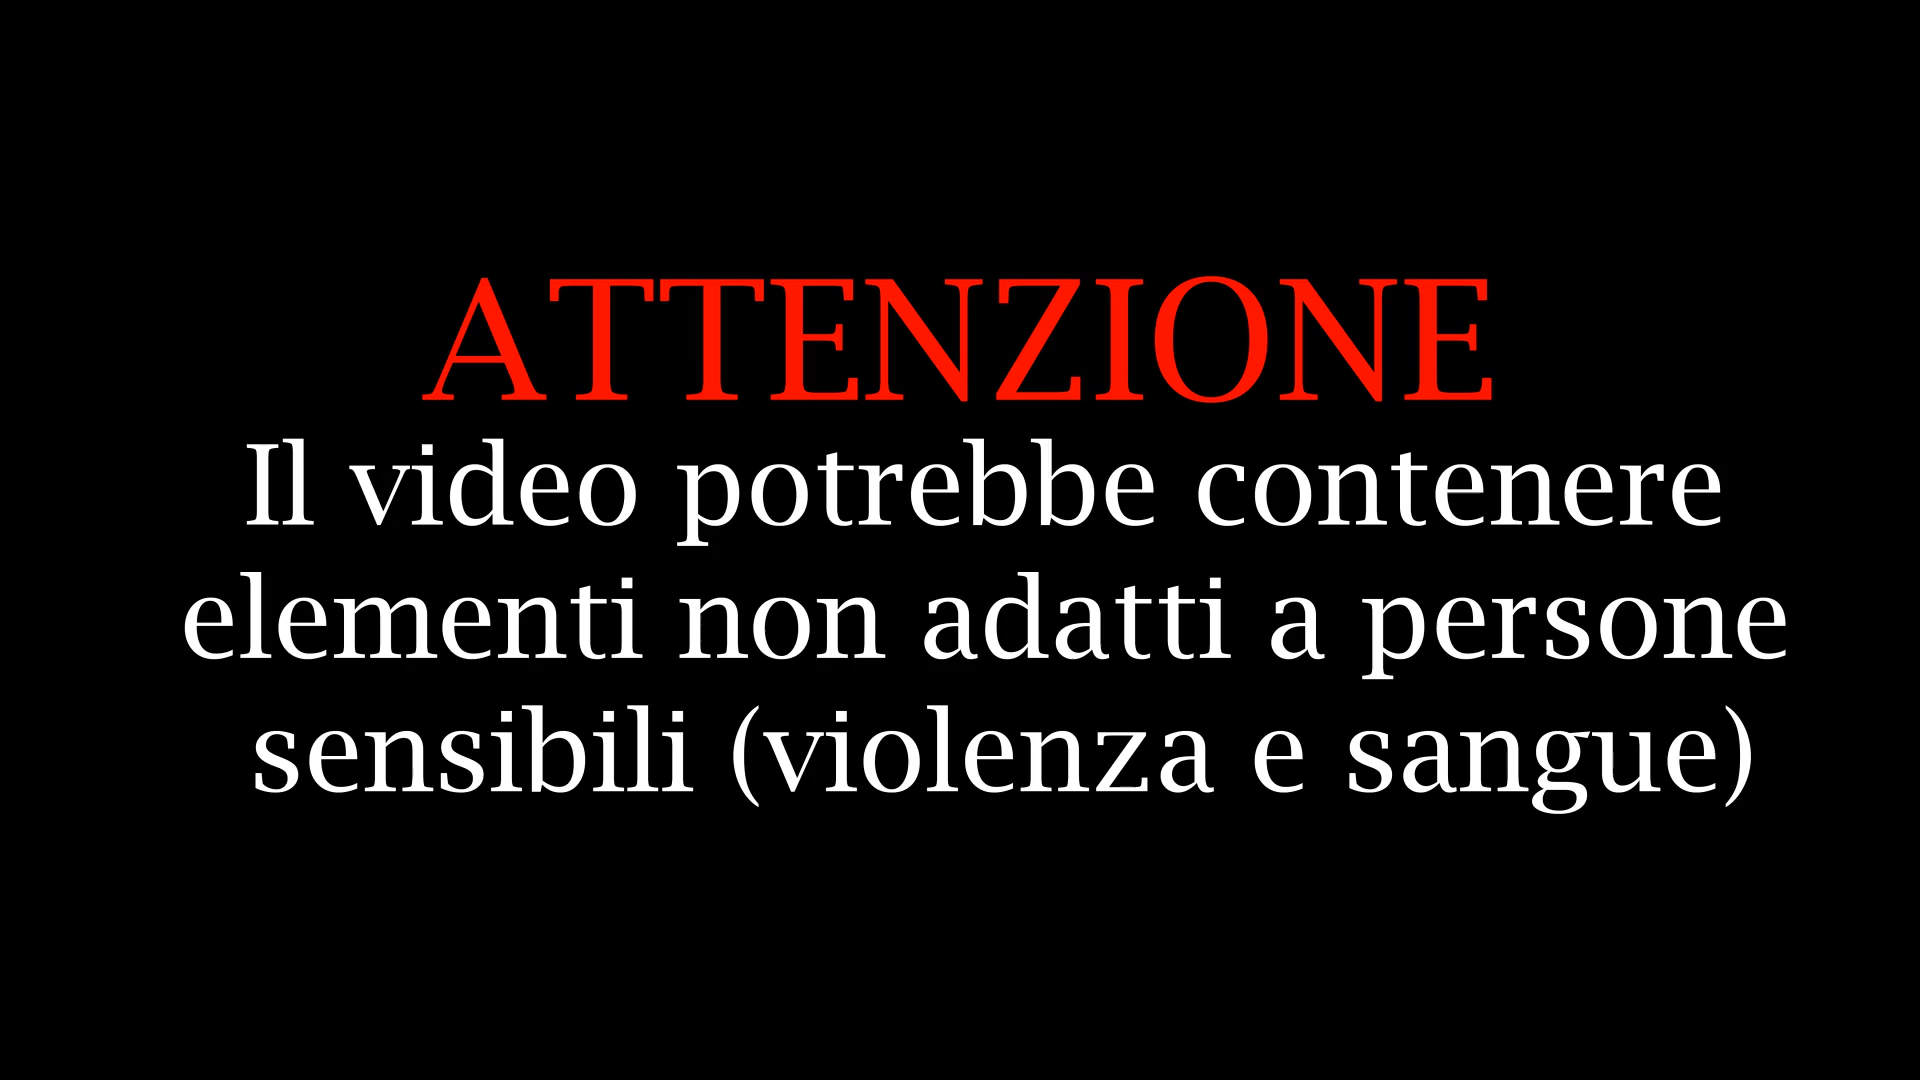 ATTENZIONE
Il video potrebbe contenere
elementi non adatti a persone
sensibili (violenza e sangue)